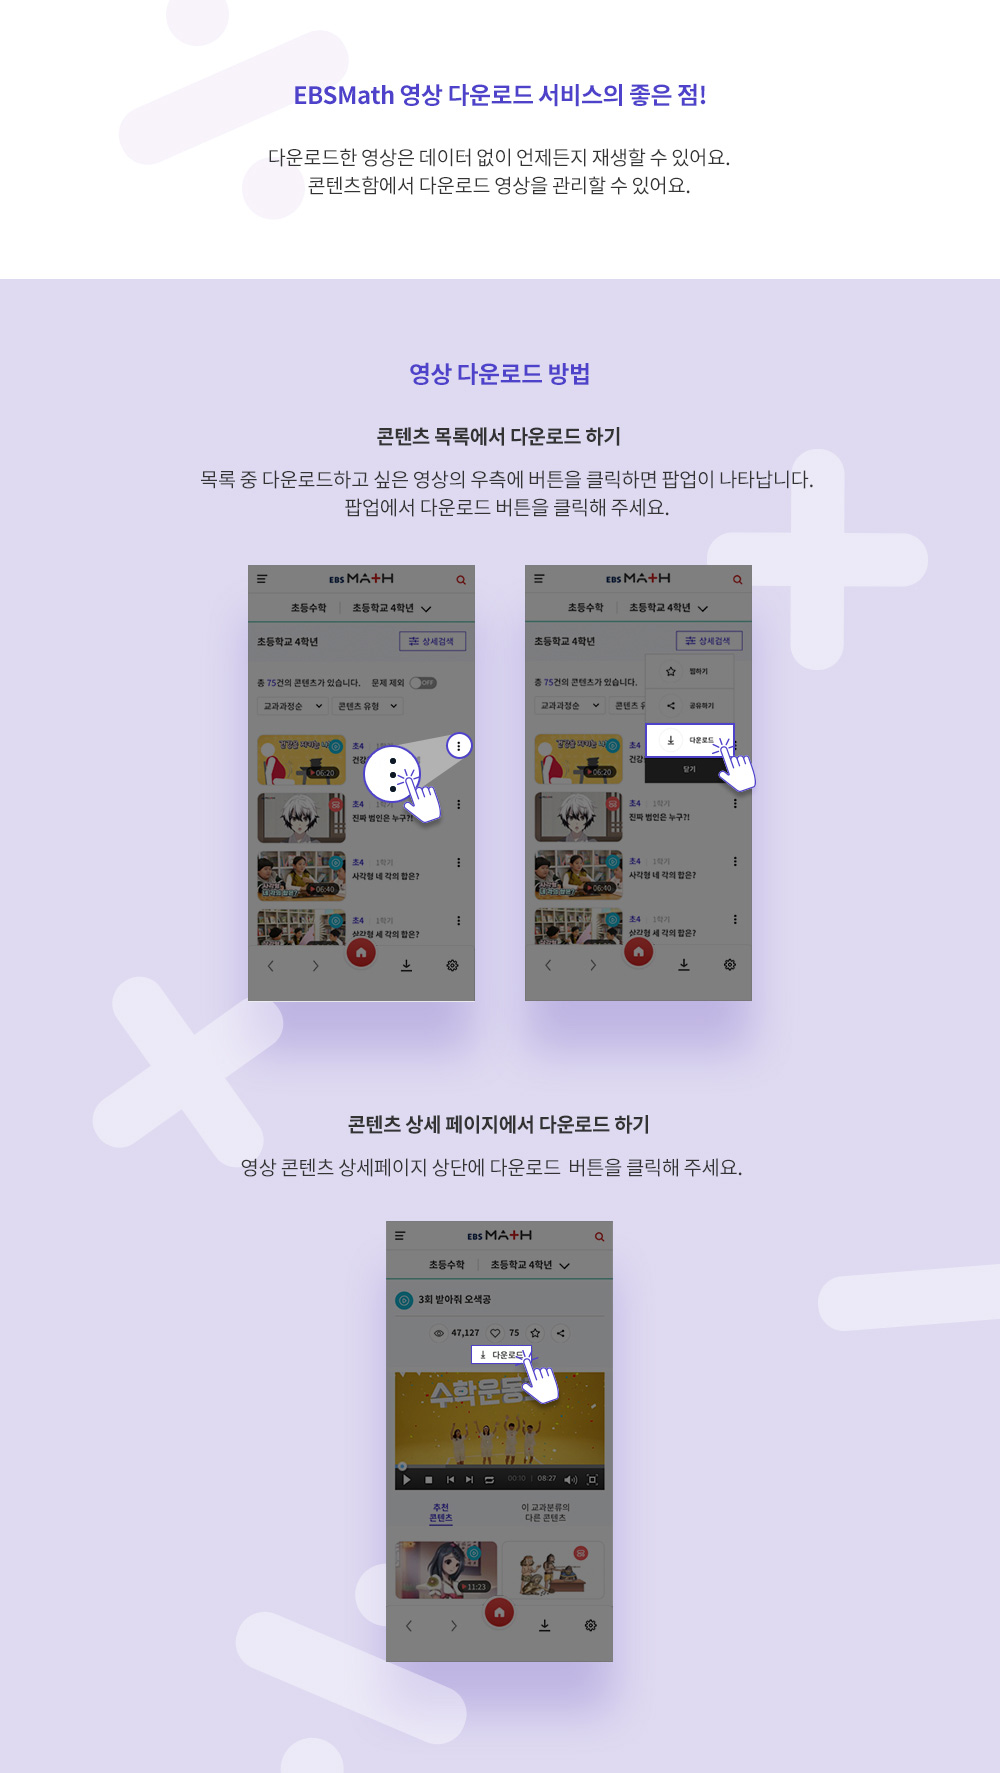 EBSMath 영상 다운로드 서비스의 좋은 점!
다운로드한 영상은 데이터 없이 언제든지 재생할 수 있어요.
콘텐츠함에서 다운로드 영상을 관리할 수 있어요.
영상 다운로드 방법
콘텐츠 목록에서 다운로드 하기
목록 중 다운로드하고 싶은 영상의 우측에 버튼을 클릭하면 팝업이 나타납니다.
팝업에서 다운로드 버튼을 클릭해 주세요.
EBS MATH
초등수학 초등학교 4학년
초등학교 4학년 상세검색
총 75건의 콘텐츠가 있습니다. 문제 제외 OFF
교과과정순 콘텐츠 유형
초4 1학기
건강
06:20
초4 1학기
진짜 범인은 누구?!
초4 1학기
사각형 네 각의 합은?
06:40
초4 1학기
삼각형 세 각의 합은?
EBS MATH
초등수학 초등학교 4학년
초등학교 4학년 상세검색
찜하기
총 75건의 콘텐츠가 있습니다.
공유하기
교과과정순 콘텐츠 유
다운로드
초4
건강
닫기
06:20
초4 1학기
진짜 범인은 누구?!
초4 1학기
사각형 네 각의 합은?
06:40
초4 1학기
삼각형 세 각의 합은?
콘텐츠 상세 페이지에서 다운로드 하기
영상 콘텐츠 상세페이지 상단에 다운로드 버튼을 클릭해 주세요.
EBS MATH
초등수학 초등학교 4학년
3회 받아줘 오색공
47,127 75
다운로드
수학운동
00:10 08:27
추천
콘텐츠
이 교과분류의
다른 콘텐츠
11:23